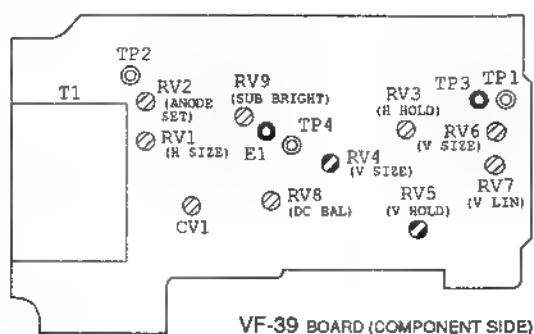 TP2
T1
RV2
(ANODE
SET)
RV1
(H SIZE)
RV9
(SUB BRIGHT)
E1
TP4
RV3
(H HOLD)
TP3
TP1
RV6
(V SIZE)
RV4
(V SIZE)
RV7
(V LIN)
RV8
(DC BAL)
RV5
(V HOLD)
CV1
VF-39 BOARD (COMPONENT SIDE)